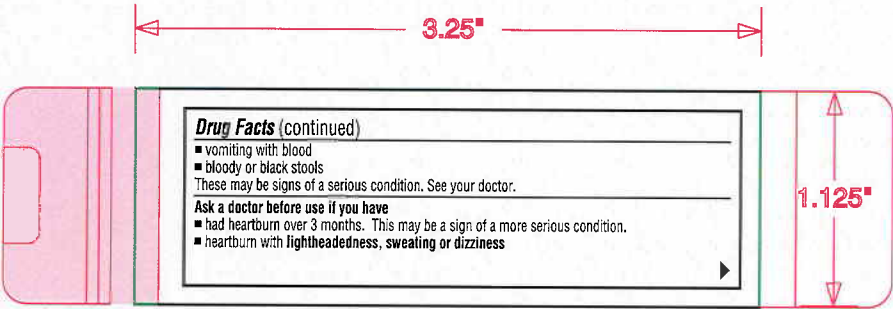 3.25"
Drug Facts (continued)
■ vomiting with blood
■ bloody or black stools
These may be signs of a serious condition. See your doctor.
Ask a doctor before use if you have
■ had heartburn over 3 months. This may be a sign of a more serious condition.
■ heartburn with lightheadedness, sweating or dizziness
1.125"